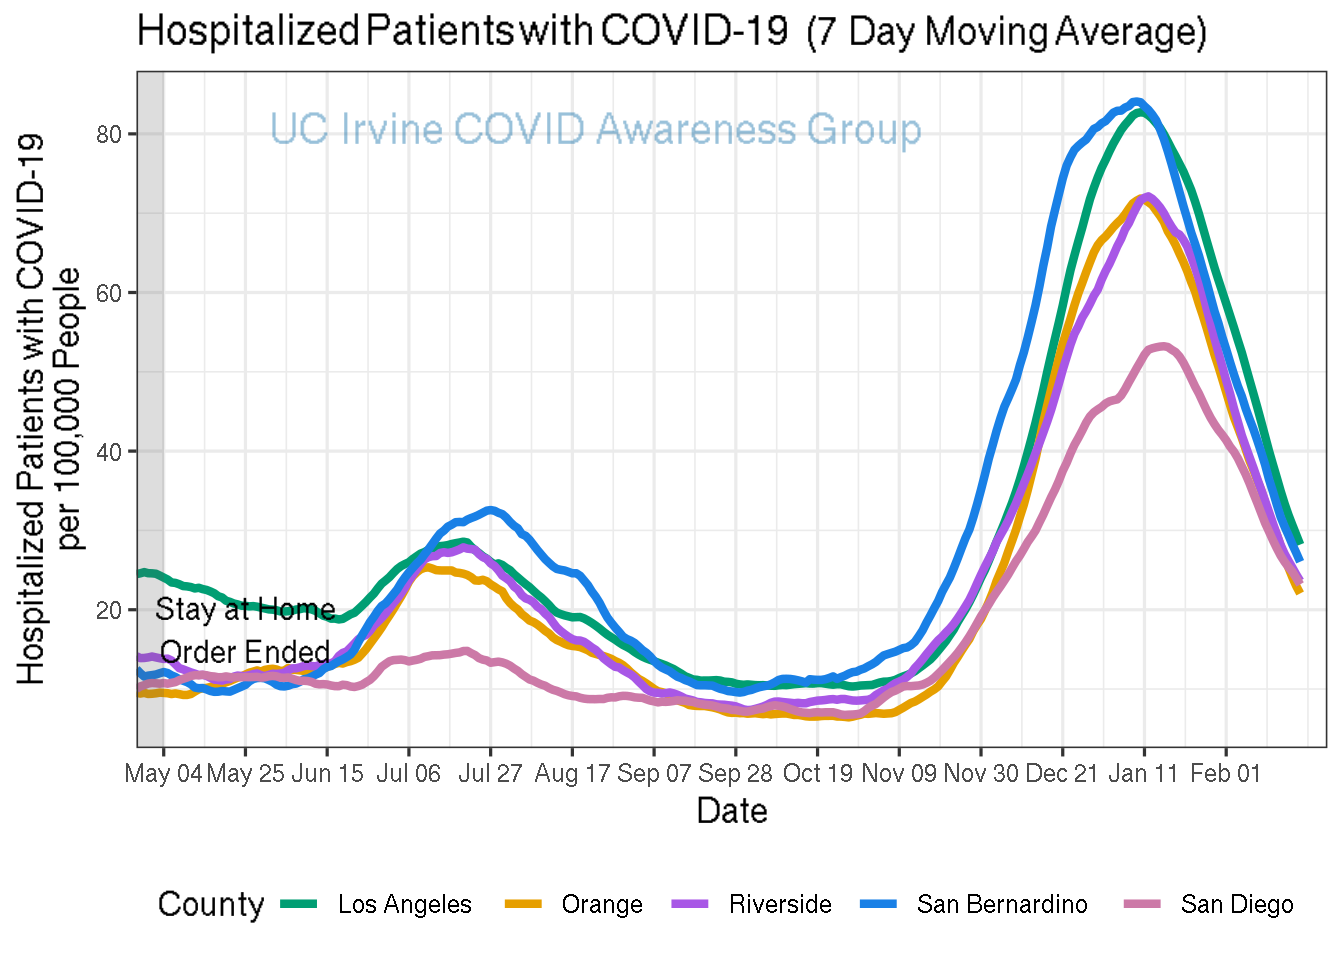 Hospitalized Patients with COVID-19 (7 Day Moving Average)
UC Irvine COVID Awareness Group
Hospitalized Patients with COVID-19
per 100,000 People
80
60
40
20
Stay at Home
Order Ended
May 04 May 25 Jun 15 Jul 06 Jul 27 Aug 17 Sep 07 Sep 28 Oct 19 Nov 09 Nov 30 Dec 21 Jan 11 Feb 01
Date
County Los Angeles Orange Riverside San Bernardino San Diego